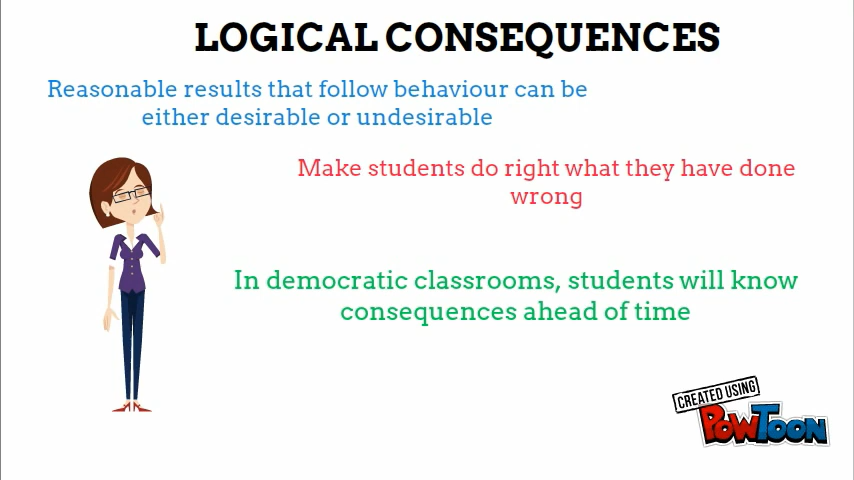 LOGICAL CONSEQUENCES
Reasonable results that follow behaviour can be
either desirable or undesirable
Make students do right what they have done
wrong
In democratic classrooms, students will know
consequences ahead of time
CREATED USING
POWTOON